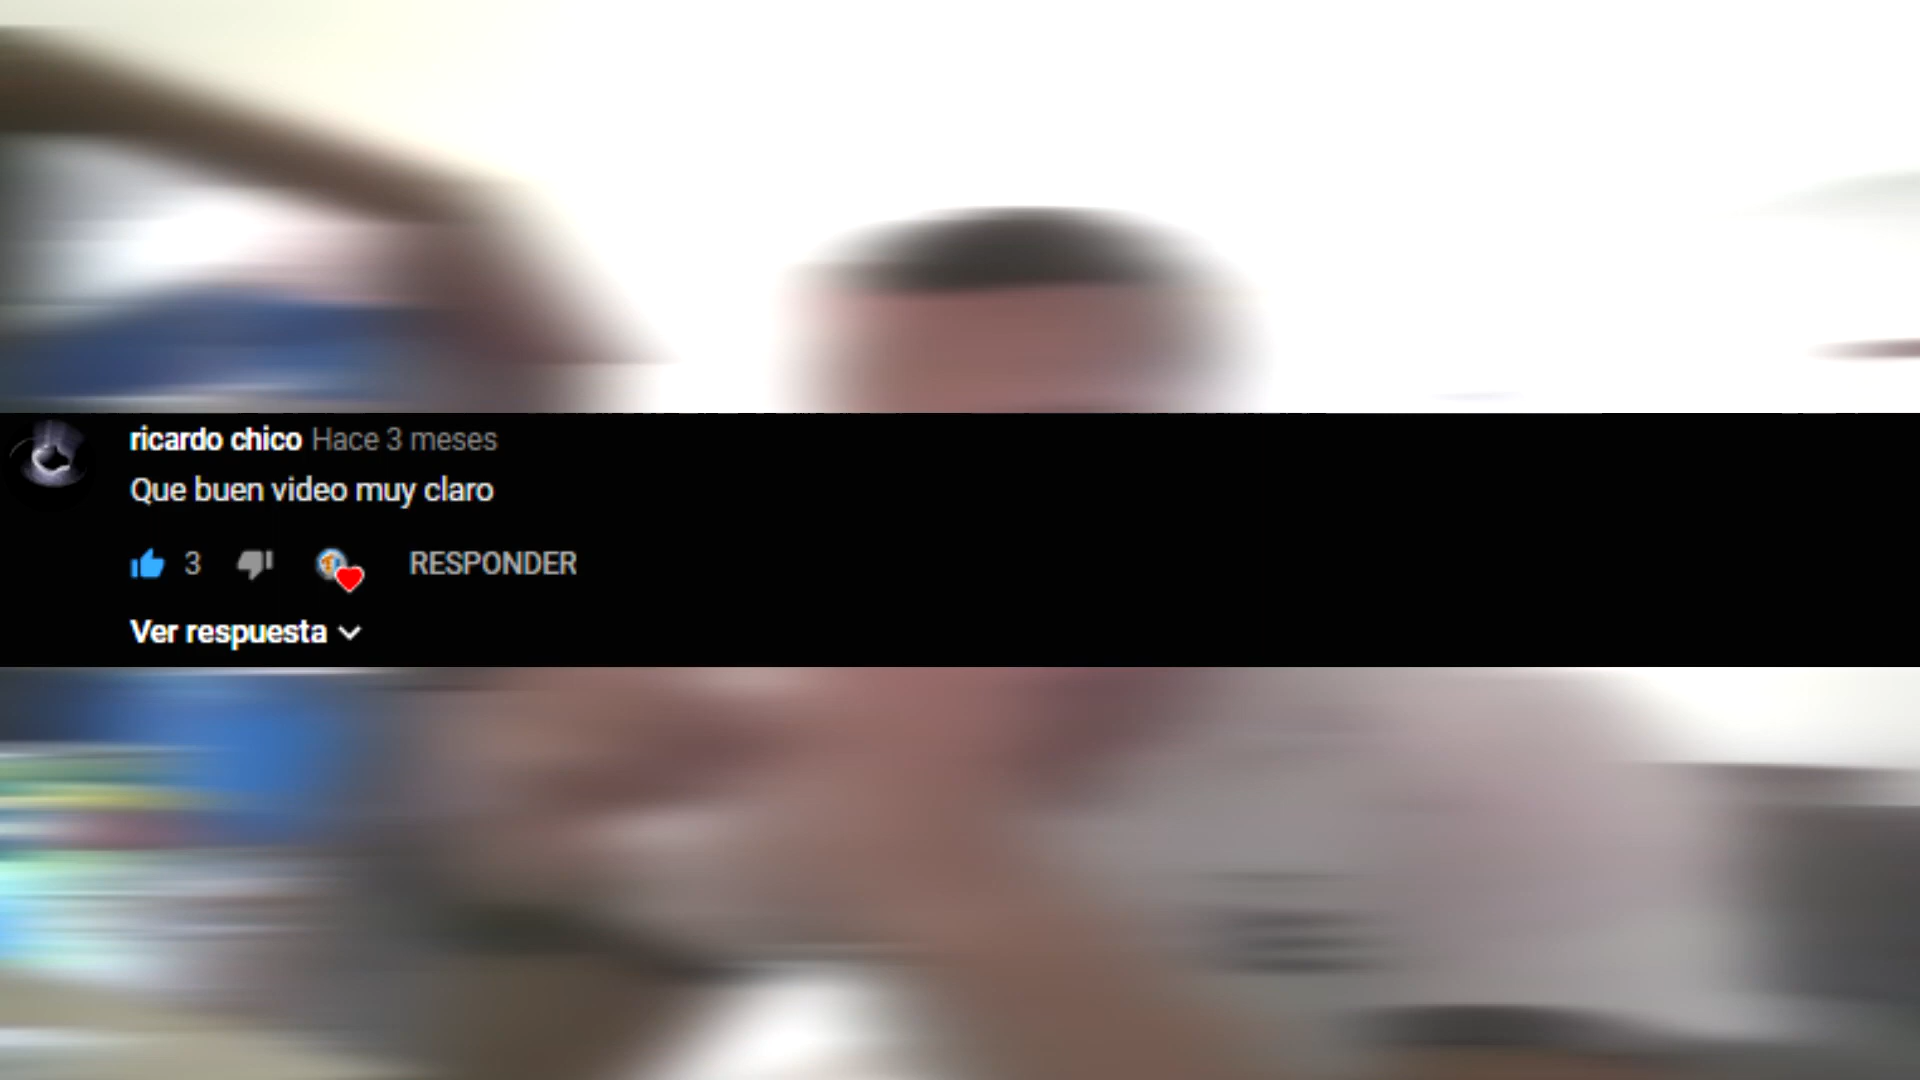 ricardo chico Hace 3 meses
Que buen video muy claro
3 RESPONDER
Ver respuesta